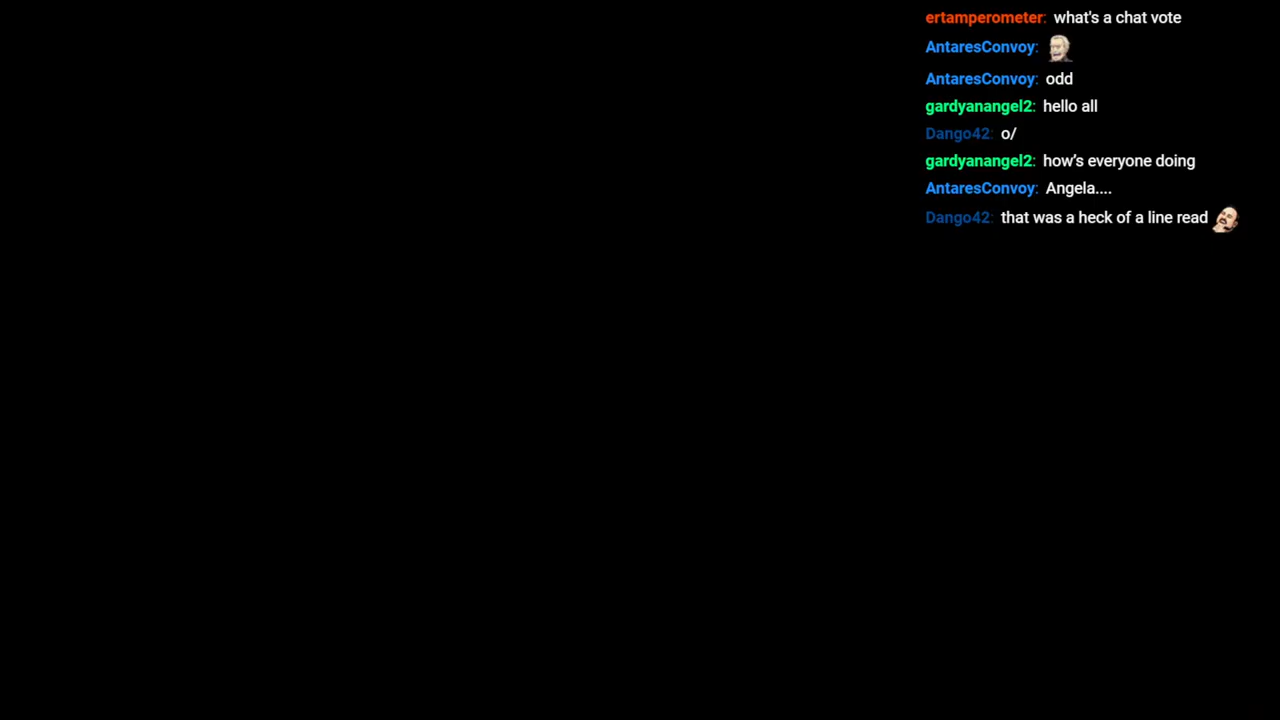 ertamperometer: what's a chat vote
AntaresConvoy:
AntaresConvoy: odd
gardyanangel2: hello all
Dango42: o/
gardyanangel2: how's everyone doing
AntaresConvoy: Angela....
Dango42: that was a heck of a line read